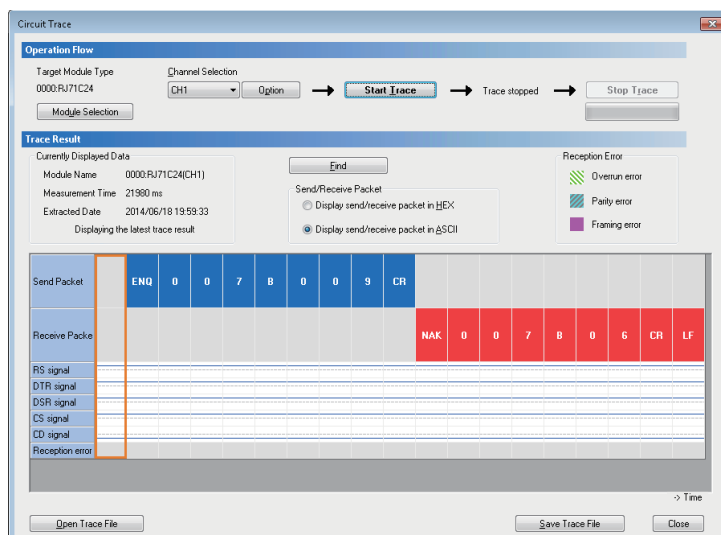 Circuit Trace
Operation Flow
Target Module Type
Channel Selection
0000:RJ71C24
CH1
Option
Start Trace
Trace stopped
Stop Trace
Module Selection
Trace Result
Currently Displayed Data
Module Name 0000:RJ71C24(CH1)
Measurement Time 21980 ms
Extracted Date 2014/06/18 19:59:33
Displaying the latest trace result
Find
Send/Receive Packet
Display send/receive packet in HEX
Display send/receive packet in ASCII
Reception Error
Overrun error
Parity error
Framing error
Send Packet ENQ 0 0 7 B 0 0 9 CR
Receive Packe NAK 0 0 7 B 0 6 CR LF
RS signal
DTR signal
DSR signal
CS signal
CD signal
Reception error
-> Time
Open Trace File
Save Trace File
Close